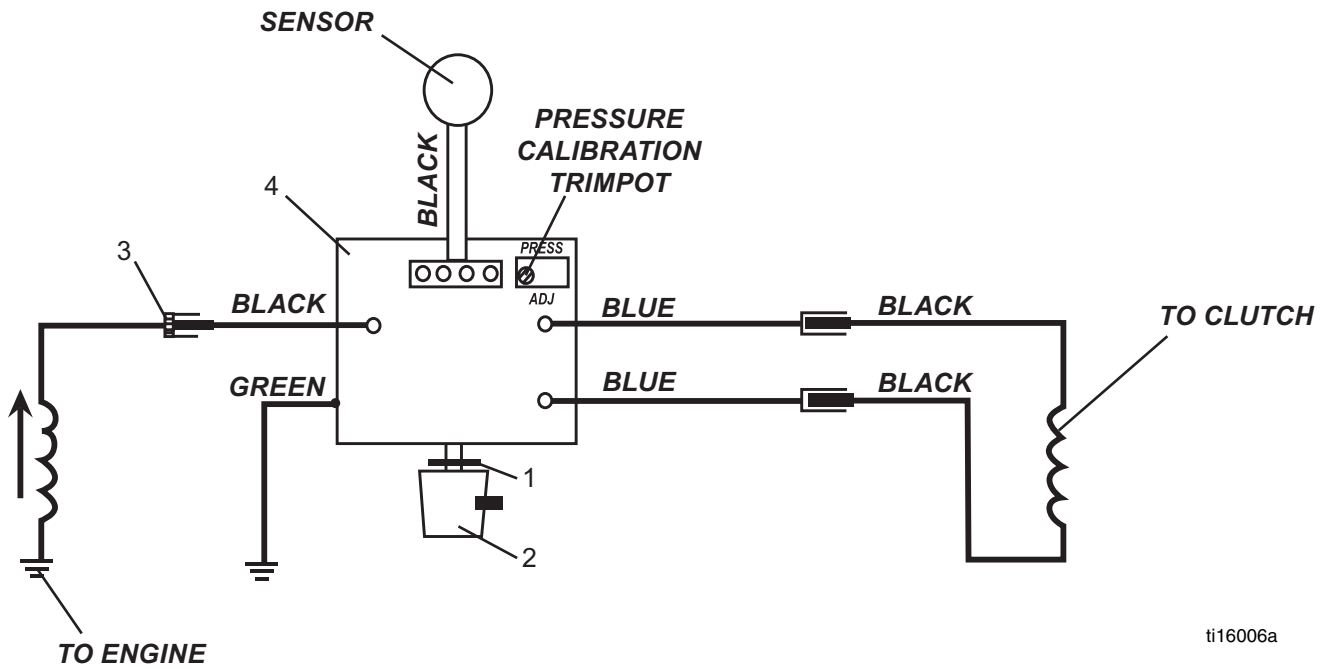 SENSOR
PRESSURE
CALIBRATION
TRIMPOT
BLACK
4
3
PRESS
ADJ
BLACK
BLUE
BLACK
TO CLUTCH
GREEN
BLUE
BLACK
1
2
TO ENGINE
ti16006a